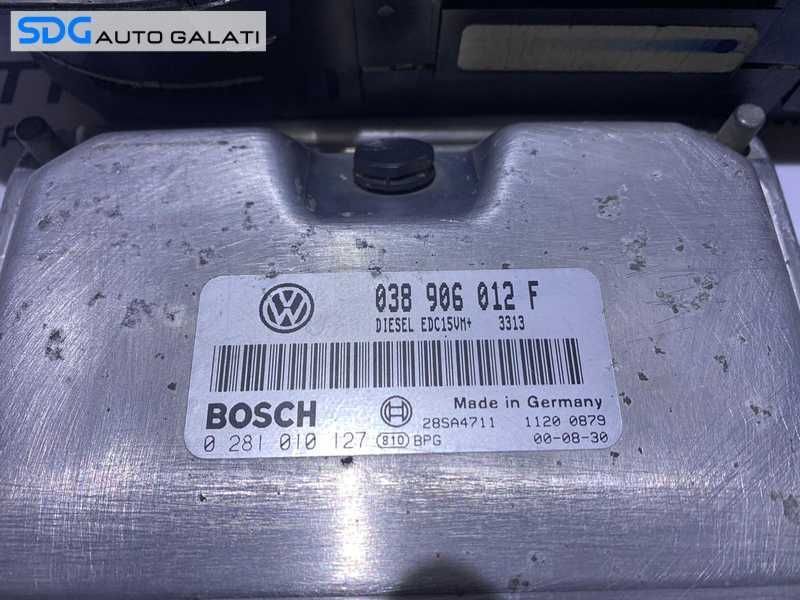 SDG AUTO GALATI
038 906 012 F
DIESEL EDC15VM+ 3313
BOSCH
Made in Germany
28SA4711 1120 0879
0 281 010 127 810 BPG 00-08-30